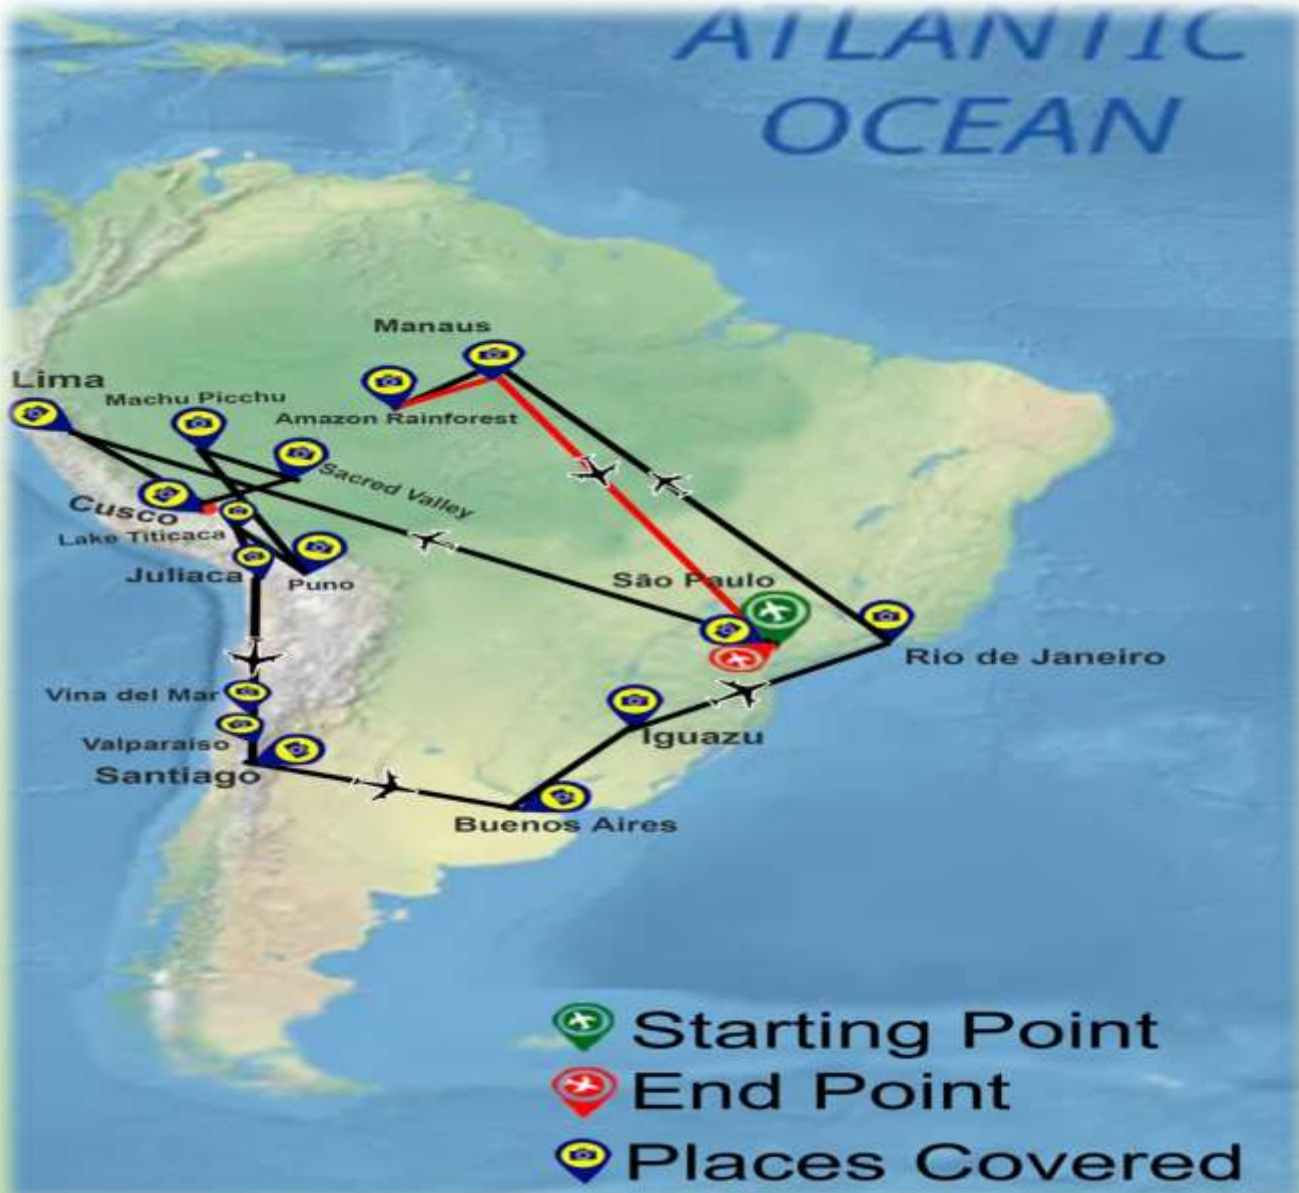 ATLANTIC
OCEAN
Manaus
Lima
Machu Picchu
Amazon Rainforest
Sacred Valley
Cusco
Lake Titicaca
Juliaca
Puno
São Paulo
Rio de Janeiro
Vina del Mar
Iguazu
Valparaiso
Santiago
Buenos Aires
Starting Point
End Point
Places Covered